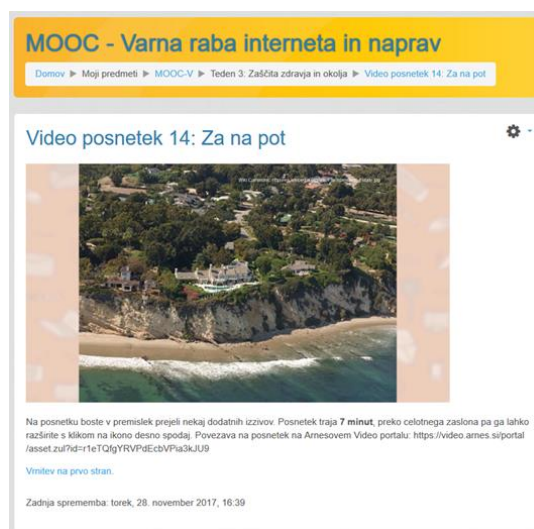 MOOC - Varna raba interneta in naprav
Domov ▶ Moji predmeti ▶ MOOC-V ▶ Teden 3: Zaščita zdravja in okolja ▶ Video posnetek 14: Za na pot
Video posnetek 14: Za na pot
Na posnetku boste v premislek prejeli nekaj dodatnih izzivov. Posnetek traja 7 minut, preko celotnega zaslona pa ga lahko
razširite s klikom na ikono desno spodaj. Povezava na posnetek na Arnesovem Video portalu: https://video.arnes.si/portal
/asset.zul?id=r1eTQfgYRVPdEcbVPia3kJU9
Vrnitev na prvo stran.
Zadnja sprememba: torek, 28. november 2017, 16:39